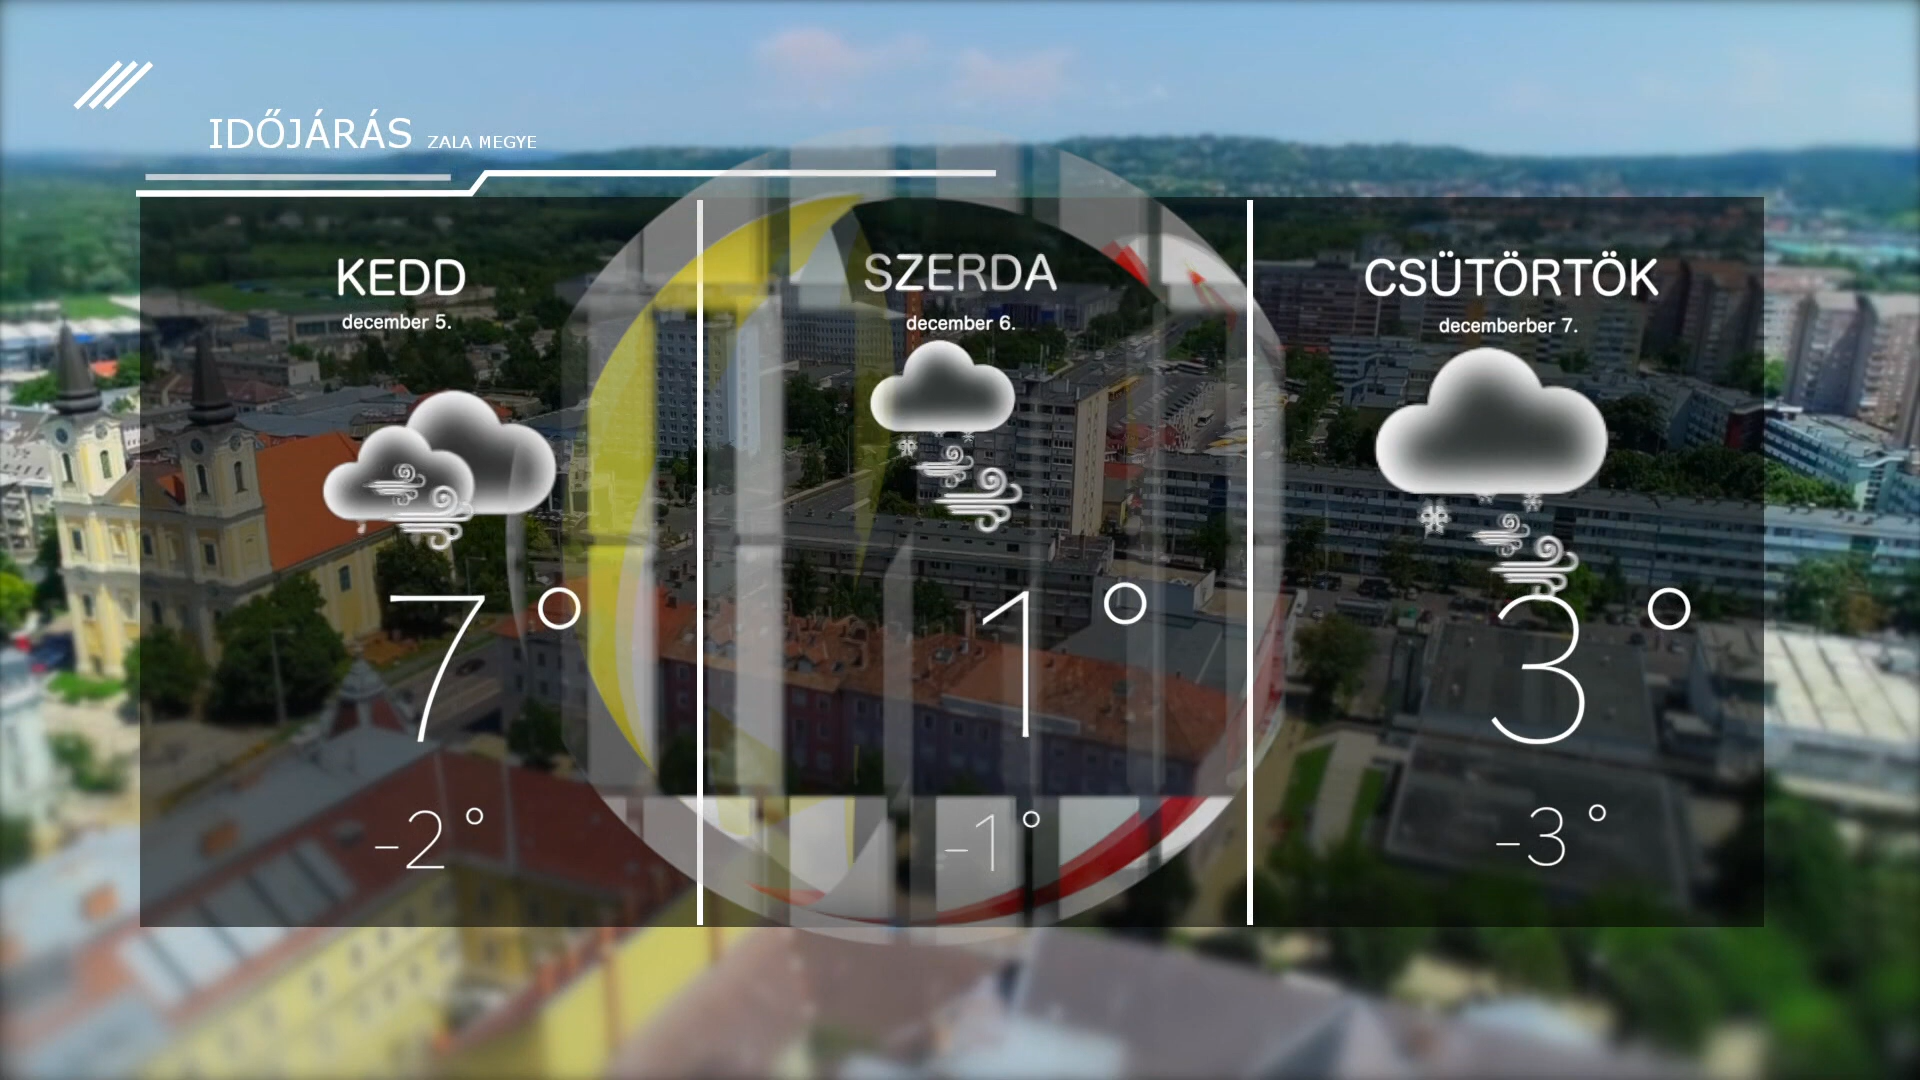 IDŐJÁRÁS ZALA MEGYE
KEDD
december 5.
7°
-2°
SZERDA
december 6.
1°
-1°
CSÜTÖRTÖK
decemberber 7.
3°
-3°